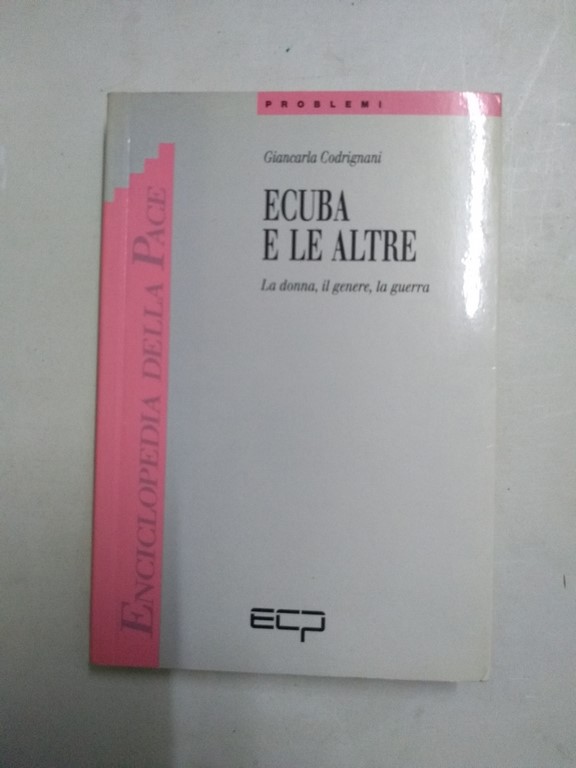 PROBLEMI
Giancarla Codrignani
ECUBA
E LE ALTRE
La donna, il genere, la guerra
ENCICLOPEDIA DELLA PACE
ECP